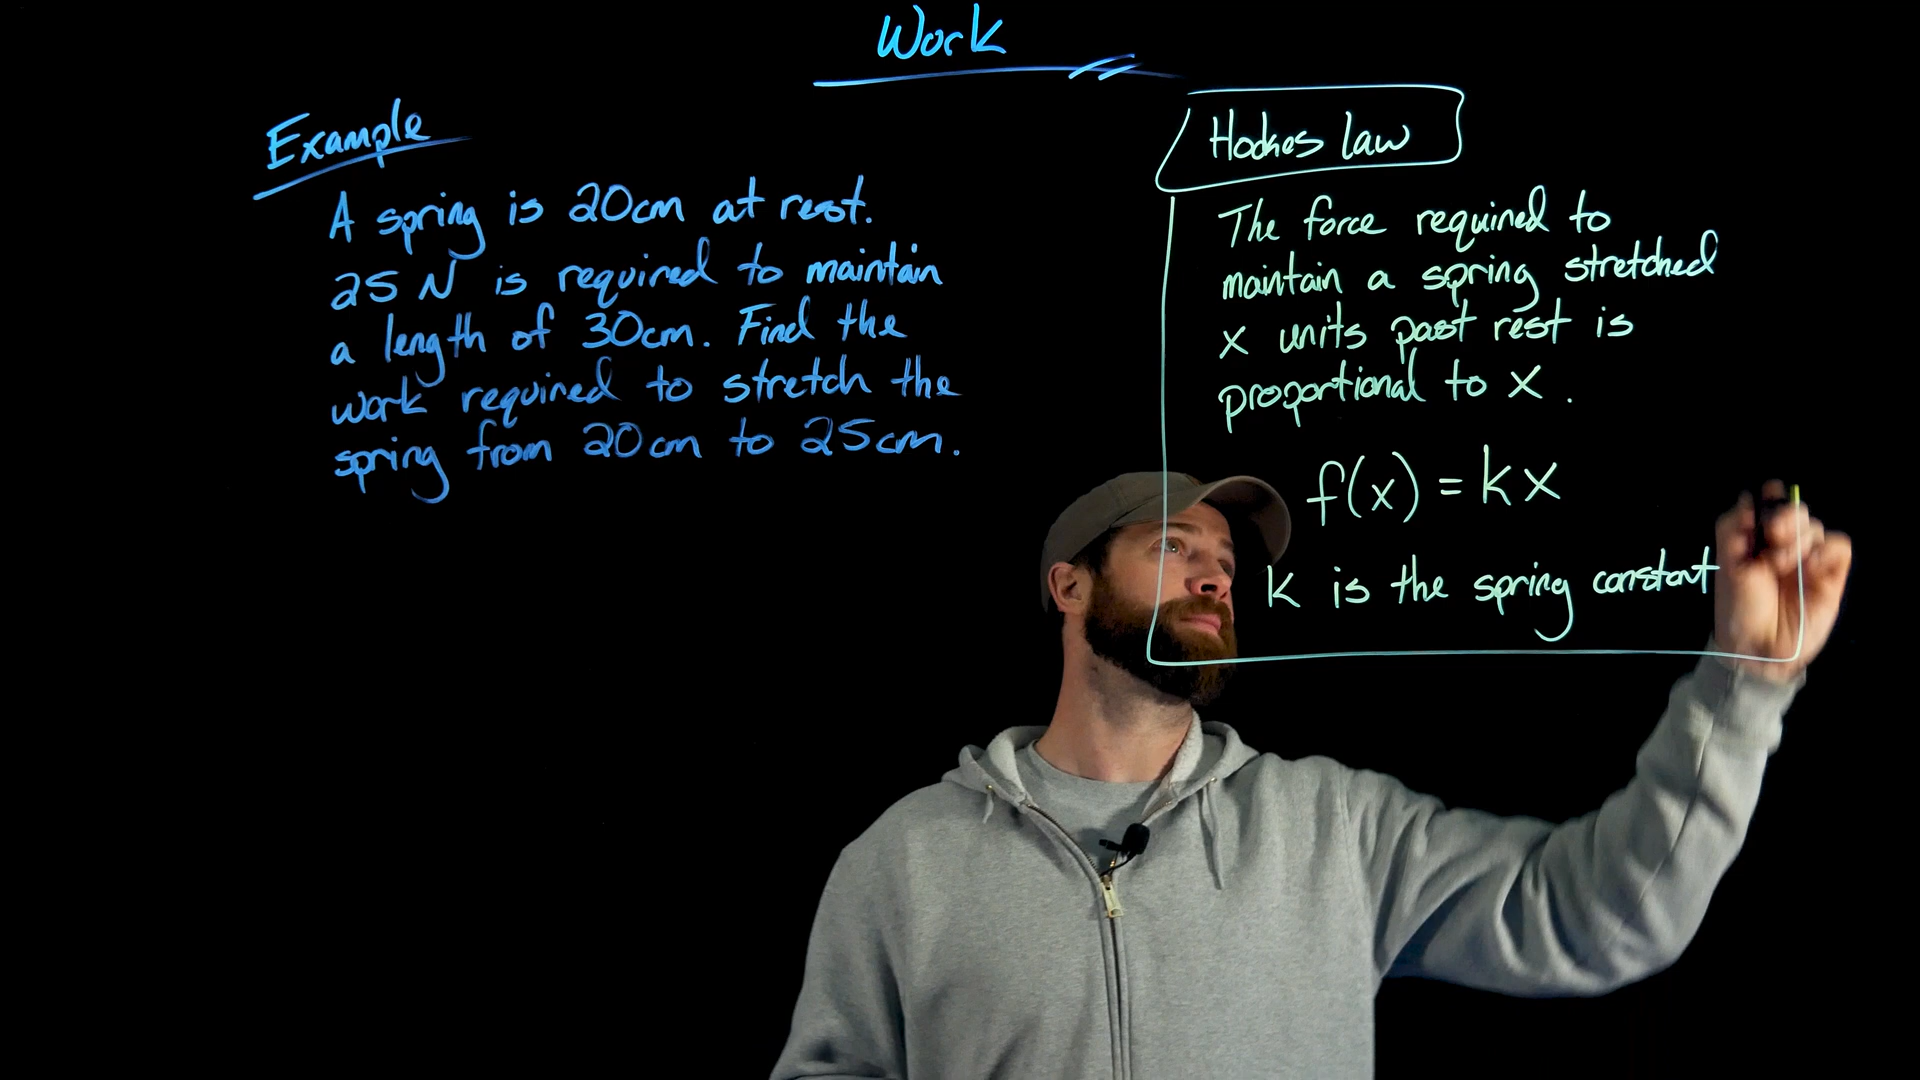 Work
Example
A spring is 20cm at rest.
25 N is required to maintain
a length of 30cm. Find the
work required to stretch the
spring from 20cm to 25cm.
Hookes law
The force required to
maintain a spring stretched
x units past rest is
proportional to x.
f(x) = kx
k is the spring constant